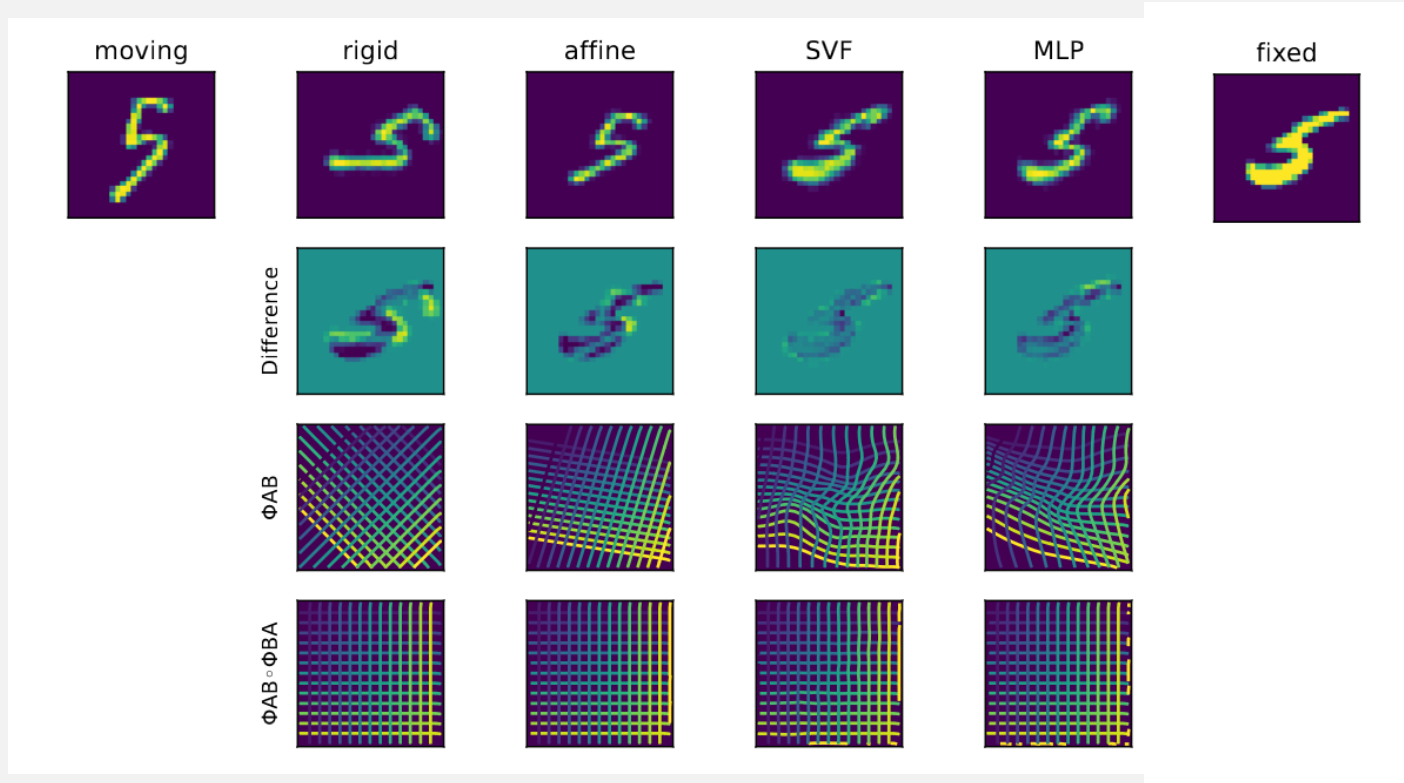 moving
rigid
affine
SVF
MLP
fixed
Difference
ΦAB
ΦAB∘ΦBA